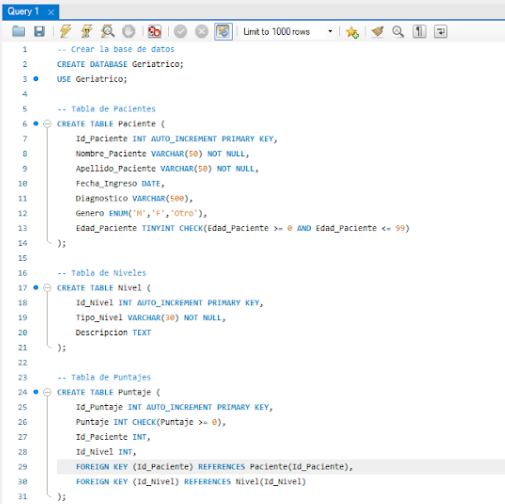 Query 1
Limit to 1000 rows
1 -- Crear la base de datos
2 CREATE DATABASE Geriatrico;
3 USE Geriatrico;
4
5 -- Tabla de Pacientes
6 CREATE TABLE Paciente (
7 Id_Paciente INT AUTO_INCREMENT PRIMARY KEY,
8 Nombre_Paciente VARCHAR(50) NOT NULL,
9 Apellido_Paciente VARCHAR(50) NOT NULL,
10 Fecha_Ingreso DATE,
11 Diagnostico VARCHAR(500),
12 Genero ENUM('M','F','Otro'),
13 Edad_Paciente TINYINT CHECK(Edad_Paciente >= 0 AND Edad_Paciente <= 99)
14 );
15
16 -- Tabla de Niveles
17 CREATE TABLE Nivel (
18 Id_Nivel INT AUTO_INCREMENT PRIMARY KEY,
19 Tipo_Nivel VARCHAR(30) NOT NULL,
20 Descripcion TEXT
21 );
22
23 -- Tabla de Puntajes
24 CREATE TABLE Puntaje (
25 Id_Puntaje INT AUTO_INCREMENT PRIMARY KEY,
26 Puntaje INT CHECK(Puntaje >= 0),
27 Id_Paciente INT,
28 Id_Nivel INT,
29 FOREIGN KEY (Id_Paciente) REFERENCES Paciente(Id_Paciente),
30 FOREIGN KEY (Id_Nivel) REFERENCES Nivel(Id_Nivel)
31 );